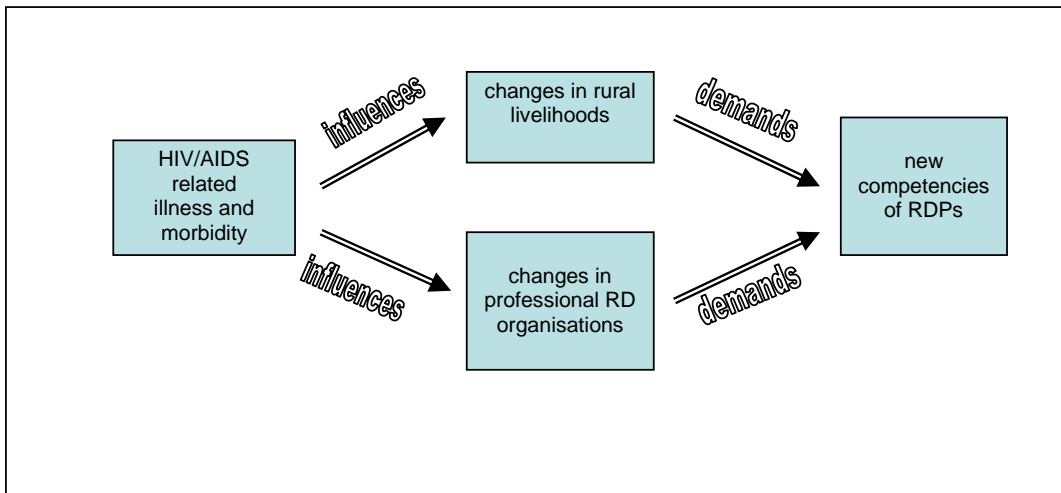 HIV/AIDS
related
illness and
morbidity
influences
influences
changes in rural
livelihoods
changes in
professional RD
organisations
demands
demands
new
competencies
of RDPs